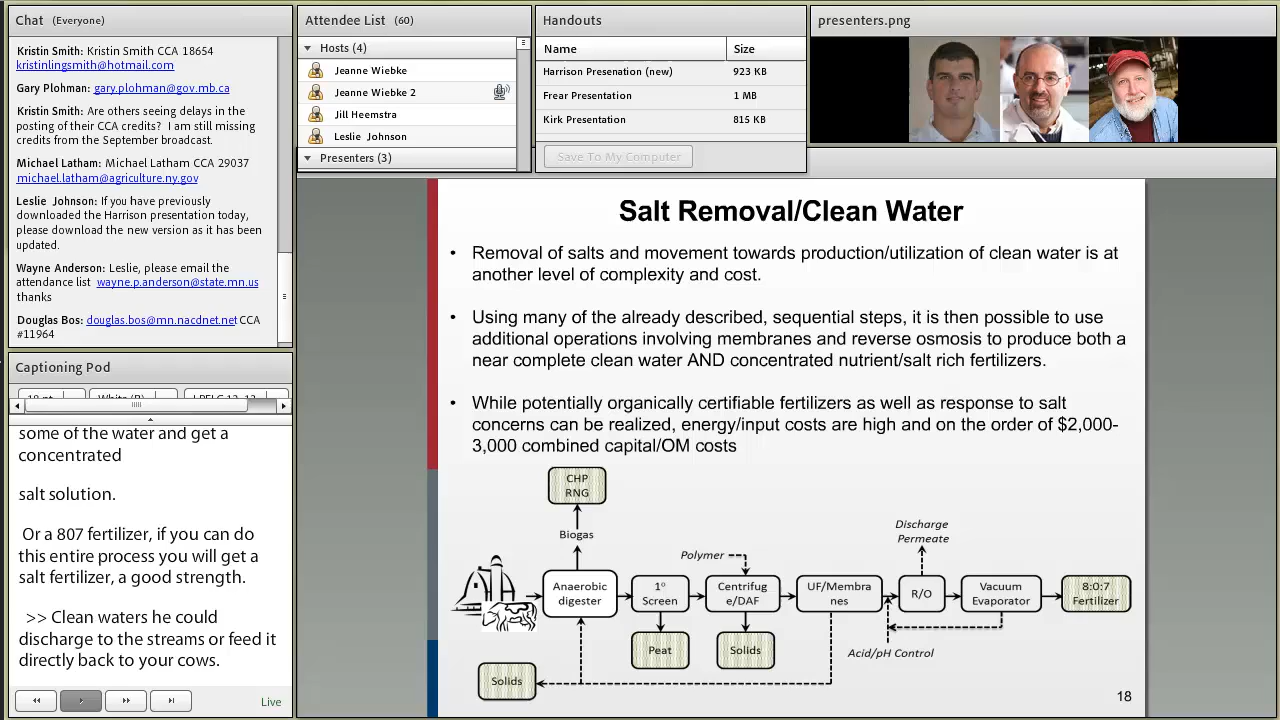 Chat (Everyone)
Kristin Smith: Kristin Smith CCA 18654
kristinlingsmith@hotmail.com
Gary Plohman: gary.plohman@gov.mb.ca
Kristin Smith: Are others seeing delays in the
posting of their CCA credits? I am still missing
credits from the September broadcast.
Michael Latham: Michael Latham CCA 29037
michael.latham@agriculture.ny.gov
Leslie Johnson: If you have previously
downloaded the Harrison presentation today,
please download the new version as it has been
updated.
Wayne Anderson: Leslie, please email the
attendance list wayne.p.anderson@state.mn.us
thanks
Douglas Bos: douglas.bos@mn.nacdnet.net CCA
#11964
Captioning Pod
some of the water and get a
concentrated
salt solution.
Or a 807 fertilizer, if you can do
this entire process you will get a
salt fertilizer, a good strength.
>> Clean waters he could
discharge to the streams or feed it
directly back to your cows.
Live
Attendee List (60)
Hosts (4)
Jeanne Wiebke
Jeanne Wiebke 2
Jill Heemstra
Leslie Johnson
Presenters (3)
Handouts
Name Size
Harrison Presenation (new) 923 KB
Frear Presentation 1 MB
Kirk Presentation 815 KB
Save To My Computer
presenters.png
Salt Removal/Clean Water
• Removal of salts and movement towards production/utilization of clean water is at
another level of complexity and cost.
• Using many of the already described, sequential steps, it is then possible to use
additional operations involving membranes and reverse osmosis to produce both a
near complete clean water AND concentrated nutrient/salt rich fertilizers.
• While potentially organically certifiable fertilizers as well as response to salt
concerns can be realized, energy/input costs are high and on the order of $2,000-
3,000 combined capital/OM costs
CHP
RNG
Biogas
Polymer
Discharge
Permeate
Anaerobic
digester
1º
Screen
Centrifug
e/DAF
UF/Membra
nes
R/O
Vacuum
Evaporator
8:0:7
Fertilizer
Peat
Solids
Acid/pH Control
Solids
18